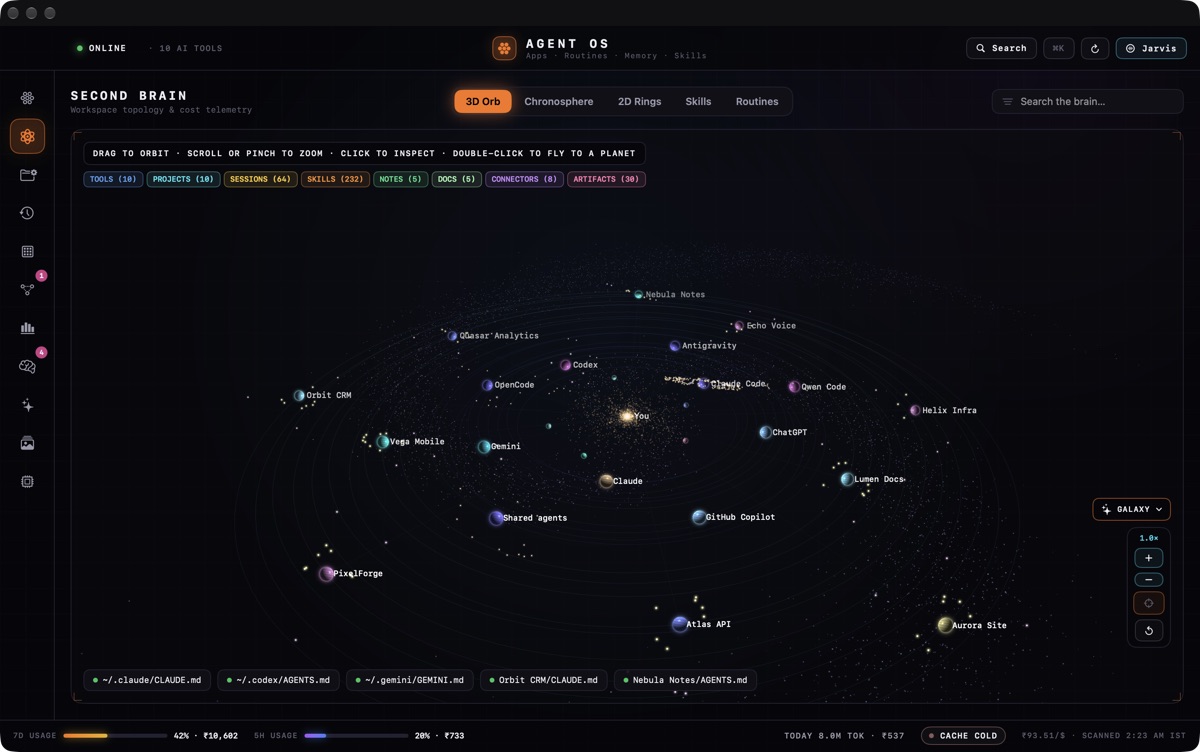 ONLINE · 10 AI TOOLS
AGENT OS
Apps · Routines · Memory · Skills
Search
⌘K
Jarvis
SECOND BRAIN
Workspace topology & cost telemetry
3D Orb
Chronosphere
2D Rings
Skills
Routines
Search the brain...
DRAG TO ORBIT · SCROLL OR PINCH TO ZOOM · CLICK TO INSPECT · DOUBLE-CLICK TO FLY TO A PLANET
TOOLS (10)
PROJECTS (10)
SESSIONS (64)
SKILLS (232)
NOTES (5)
DOCS (5)
CONNECTORS (8)
ARTIFACTS (30)
1
4
Nebula Notes
Echo Voice
Quasar Analytics
Antigravity
Codex
OpenCode
Claude Code
Qwen Code
Orbit CRM
Helix Infra
You
ChatGPT
Vega Mobile
Gemini
Claude
Lumen Docs
Shared agents
GitHub Copilot
PixelForge
Atlas API
Aurora Site
GALAXY
1.0×
+
−
~/.claude/CLAUDE.md
~/.codex/AGENTS.md
~/.gemini/GEMINI.md
Orbit CRM/CLAUDE.md
Nebula Notes/AGENTS.md
7D USAGE 42% · ₹10,602
5H USAGE 20% · ₹733
TODAY 8.0M TOK · ₹537
CACHE COLD
₹93.51/$ · SCANNED 2:23 AM IST